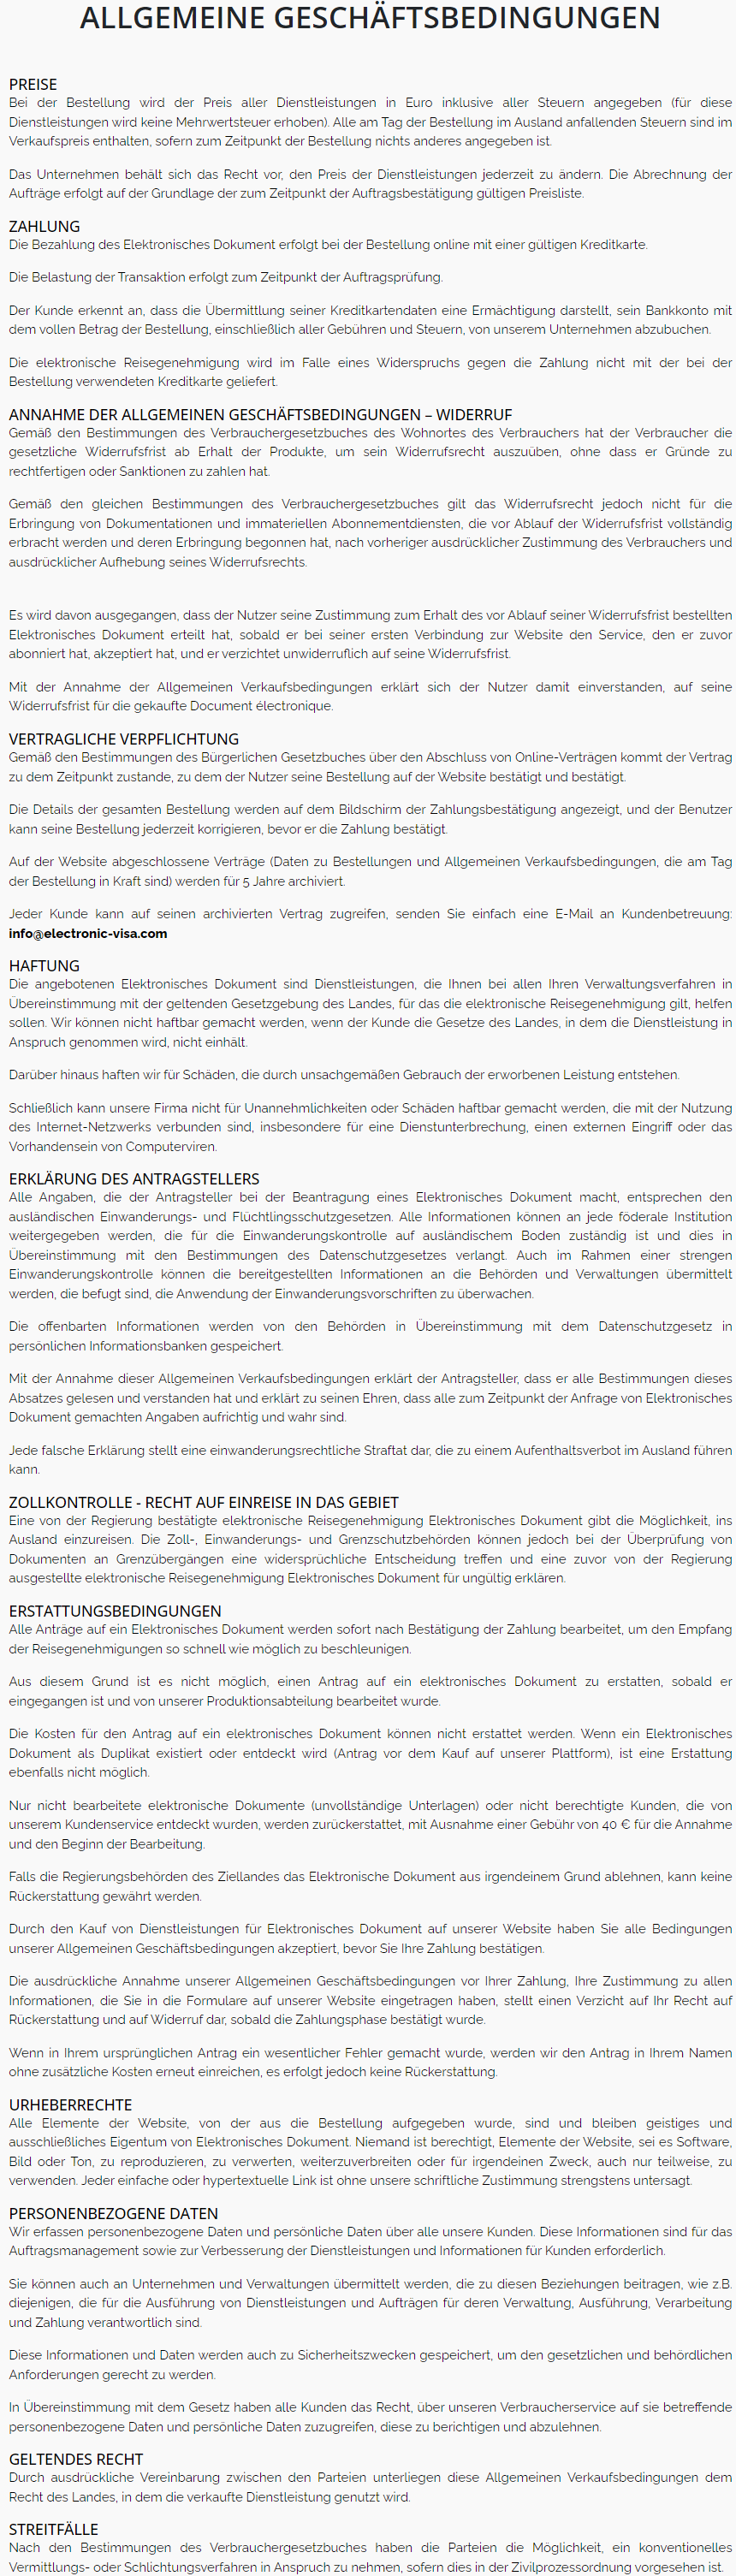 ALLGEMEINE GESCHÄFTSBEDINGUNGEN
PREISE
Bei der Bestellung wird der Preis aller Dienstleistungen in Euro inklusive aller Steuern angegeben (für diese
Dienstleistungen wird keine Mehrwertsteuer erhoben). Alle am Tag der Bestellung im Ausland anfallenden Steuern sind im
Verkaufspreis enthalten, sofern zum Zeitpunkt der Bestellung nichts anderes angegeben ist.
Das Unternehmen behält sich das Recht vor, den Preis der Dienstleistungen jederzeit zu ändern. Die Abrechnung der
Aufträge erfolgt auf der Grundlage der zum Zeitpunkt der Auftragsbestätigung gültigen Preisliste.
ZAHLUNG
Die Bezahlung des Elektronisches Dokument erfolgt bei der Bestellung online mit einer gültigen Kreditkarte.
Die Belastung der Transaktion erfolgt zum Zeitpunkt der Auftragsprüfung.
Der Kunde erkennt an, dass die Übermittlung seiner Kreditkartendaten eine Ermächtigung darstellt, sein Bankkonto mit
dem vollen Betrag der Bestellung, einschließlich aller Gebühren und Steuern, von unserem Unternehmen abzubuchen.
Die elektronische Reisegenehmigung wird im Falle eines Widerspruchs gegen die Zahlung nicht mit der bei der
Bestellung verwendeten Kreditkarte geliefert.
ANNAHME DER ALLGEMEINEN GESCHÄFTSBEDINGUNGEN – WIDERRUF
Gemäß den Bestimmungen des Verbrauchergesetzbuches des Wohnortes des Verbrauchers hat der Verbraucher die
gesetzliche Widerrufsfrist ab Erhalt der Produkte, um sein Widerrufsrecht auszuüben, ohne dass er Gründe zu
rechtfertigen oder Sanktionen zu zahlen hat.
Gemäß den gleichen Bestimmungen des Verbrauchergesetzbuches gilt das Widerrufsrecht jedoch nicht für die
Erbringung von Dokumentationen und immateriellen Abonnementdiensten, die vor Ablauf der Widerrufsfrist vollständig
erbracht werden und deren Erbringung begonnen hat, nach vorheriger ausdrücklicher Zustimmung des Verbrauchers und
ausdrücklicher Aufhebung seines Widerrufsrechts.
Es wird davon ausgegangen, dass der Nutzer seine Zustimmung zum Erhalt des vor Ablauf seiner Widerrufsfrist bestellten
Elektronisches Dokument erteilt hat, sobald er bei seiner ersten Verbindung zur Website den Service, den er zuvor
abonniert hat, akzeptiert hat, und er verzichtet unwiderruflich auf seine Widerrufsfrist.
Mit der Annahme der Allgemeinen Verkaufsbedingungen erklärt sich der Nutzer damit einverstanden, auf seine
Widerrufsfrist für die gekaufte Document électronique.
VERTRAGLICHE VERPFLICHTUNG
Gemäß den Bestimmungen des Bürgerlichen Gesetzbuches über den Abschluss von Online-Verträgen kommt der Vertrag
zu dem Zeitpunkt zustande, zu dem der Nutzer seine Bestellung auf der Website bestätigt und bestätigt.
Die Details der gesamten Bestellung werden auf dem Bildschirm der Zahlungsbestätigung angezeigt, und der Benutzer
kann seine Bestellung jederzeit korrigieren, bevor er die Zahlung bestätigt.
Auf der Website abgeschlossene Verträge (Daten zu Bestellungen und Allgemeinen Verkaufsbedingungen, die am Tag
der Bestellung in Kraft sind) werden für 5 Jahre archiviert.
Jeder Kunde kann auf seinen archivierten Vertrag zugreifen, senden Sie einfach eine E-Mail an Kundenbetreuung:
info@electronic-visa.com
HAFTUNG
Die angebotenen Elektronisches Dokument sind Dienstleistungen, die Ihnen bei allen Ihren Verwaltungsverfahren in
Übereinstimmung mit der geltenden Gesetzgebung des Landes, für das die elektronische Reisegenehmigung gilt, helfen
sollen. Wir können nicht haftbar gemacht werden, wenn der Kunde die Gesetze des Landes, in dem die Dienstleistung in
Anspruch genommen wird, nicht einhält.
Darüber hinaus haften wir für Schäden, die durch unsachgemäßen Gebrauch der erworbenen Leistung entstehen.
Schließlich kann unsere Firma nicht für Unannehmlichkeiten oder Schäden haftbar gemacht werden, die mit der Nutzung
des Internet-Netzwerks verbunden sind, insbesondere für eine Dienstunterbrechung, einen externen Eingriff oder das
Vorhandensein von Computerviren.
ERKLÄRUNG DES ANTRAGSTELLERS
Alle Angaben, die der Antragsteller bei der Beantragung eines Elektronisches Dokument macht, entsprechen den
ausländischen Einwanderungs- und Flüchtlingsschutzgesetzen. Alle Informationen können an jede föderale Institution
weitergegeben werden, die für die Einwanderungskontrolle auf ausländischem Boden zuständig ist und dies in
Übereinstimmung mit den Bestimmungen des Datenschutzgesetzes verlangt. Auch im Rahmen einer strengen
Einwanderungskontrolle können die bereitgestellten Informationen an die Behörden und Verwaltungen übermittelt
werden, die befugt sind, die Anwendung der Einwanderungsvorschriften zu überwachen.
Die offenbarten Informationen werden von den Behörden in Übereinstimmung mit dem Datenschutzgesetz in
persönlichen Informationsbanken gespeichert.
Mit der Annahme dieser Allgemeinen Verkaufsbedingungen erklärt der Antragsteller, dass er alle Bestimmungen dieses
Absatzes gelesen und verstanden hat und erklärt zu seinen Ehren, dass alle zum Zeitpunkt der Anfrage von Elektronisches
Dokument gemachten Angaben aufrichtig und wahr sind.
Jede falsche Erklärung stellt eine einwanderungsrechtliche Straftat dar, die zu einem Aufenthaltsverbot im Ausland führen
kann.
ZOLLKONTROLLE - RECHT AUF EINREISE IN DAS GEBIET
Eine von der Regierung bestätigte elektronische Reisegenehmigung Elektronisches Dokument gibt die Möglichkeit, ins
Ausland einzureisen. Die Zoll-, Einwanderungs- und Grenzschutzbehörden können jedoch bei der Überprüfung von
Dokumenten an Grenzübergängen eine widersprüchliche Entscheidung treffen und eine zuvor von der Regierung
ausgestellte elektronische Reisegenehmigung Elektronisches Dokument für ungültig erklären.
ERSTATTUNGSBEDINGUNGEN
Alle Anträge auf ein Elektronisches Dokument werden sofort nach Bestätigung der Zahlung bearbeitet, um den Empfang
der Reisegenehmigungen so schnell wie möglich zu beschleunigen.
Aus diesem Grund ist es nicht möglich, einen Antrag auf ein elektronisches Dokument zu erstatten, sobald er
eingegangen ist und von unserer Produktionsabteilung bearbeitet wurde.
Die Kosten für den Antrag auf ein elektronisches Dokument können nicht erstattet werden. Wenn ein Elektronisches
Dokument als Duplikat existiert oder entdeckt wird (Antrag vor dem Kauf auf unserer Plattform), ist eine Erstattung
ebenfalls nicht möglich.
Nur nicht bearbeitete elektronische Dokumente (unvollständige Unterlagen) oder nicht berechtigte Kunden, die von
unserem Kundenservice entdeckt wurden, werden zurückerstattet, mit Ausnahme einer Gebühr von 40 € für die Annahme
und den Beginn der Bearbeitung.
Falls die Regierungsbehörden des Ziellandes das Elektronische Dokument aus irgendeinem Grund ablehnen, kann keine
Rückerstattung gewährt werden.
Durch den Kauf von Dienstleistungen für Elektronisches Dokument auf unserer Website haben Sie alle Bedingungen
unserer Allgemeinen Geschäftsbedingungen akzeptiert, bevor Sie Ihre Zahlung bestätigen.
Die ausdrückliche Annahme unserer Allgemeinen Geschäftsbedingungen vor Ihrer Zahlung, Ihre Zustimmung zu allen
Informationen, die Sie in die Formulare auf unserer Website eingetragen haben, stellt einen Verzicht auf Ihr Recht auf
Rückerstattung und auf Widerruf dar, sobald die Zahlungsphase bestätigt wurde.
Wenn in Ihrem ursprünglichen Antrag ein wesentlicher Fehler gemacht wurde, werden wir den Antrag in Ihrem Namen
ohne zusätzliche Kosten erneut einreichen, es erfolgt jedoch keine Rückerstattung.
URHEBERRECHTE
Alle Elemente der Website, von der aus die Bestellung aufgegeben wurde, sind und bleiben geistiges und
ausschließliches Eigentum von Elektronisches Dokument. Niemand ist berechtigt, Elemente der Website, sei es Software,
Bild oder Ton, zu reproduzieren, zu verwerten, weiterzuverbreiten oder für irgendeinen Zweck, auch nur teilweise, zu
verwenden. Jeder einfache oder hypertextuelle Link ist ohne unsere schriftliche Zustimmung strengstens untersagt.
PERSONENBEZOGENE DATEN
Wir erfassen personenbezogene Daten und persönliche Daten über alle unsere Kunden. Diese Informationen sind für das
Auftragsmanagement sowie zur Verbesserung der Dienstleistungen und Informationen für Kunden erforderlich.
Sie können auch an Unternehmen und Verwaltungen übermittelt werden, die zu diesen Beziehungen beitragen, wie z.B.
diejenigen, die für die Ausführung von Dienstleistungen und Aufträgen für deren Verwaltung, Ausführung, Verarbeitung
und Zahlung verantwortlich sind.
Diese Informationen und Daten werden auch zu Sicherheitszwecken gespeichert, um den gesetzlichen und behördlichen
Anforderungen gerecht zu werden.
In Übereinstimmung mit dem Gesetz haben alle Kunden das Recht, über unseren Verbraucherservice auf sie betreffende
personenbezogene Daten und persönliche Daten zuzugreifen, diese zu berichtigen und abzulehnen.
GELTENDES RECHT
Durch ausdrückliche Vereinbarung zwischen den Parteien unterliegen diese Allgemeinen Verkaufsbedingungen dem
Recht des Landes, in dem die verkaufte Dienstleistung genutzt wird.
STREITFÄLLE
Nach den Bestimmungen des Verbrauchergesetzbuches haben die Parteien die Möglichkeit, ein konventionelles
Vermittlungs- oder Schlichtungsverfahren in Anspruch zu nehmen, sofern dies in der Zivilprozessordnung vorgesehen ist.